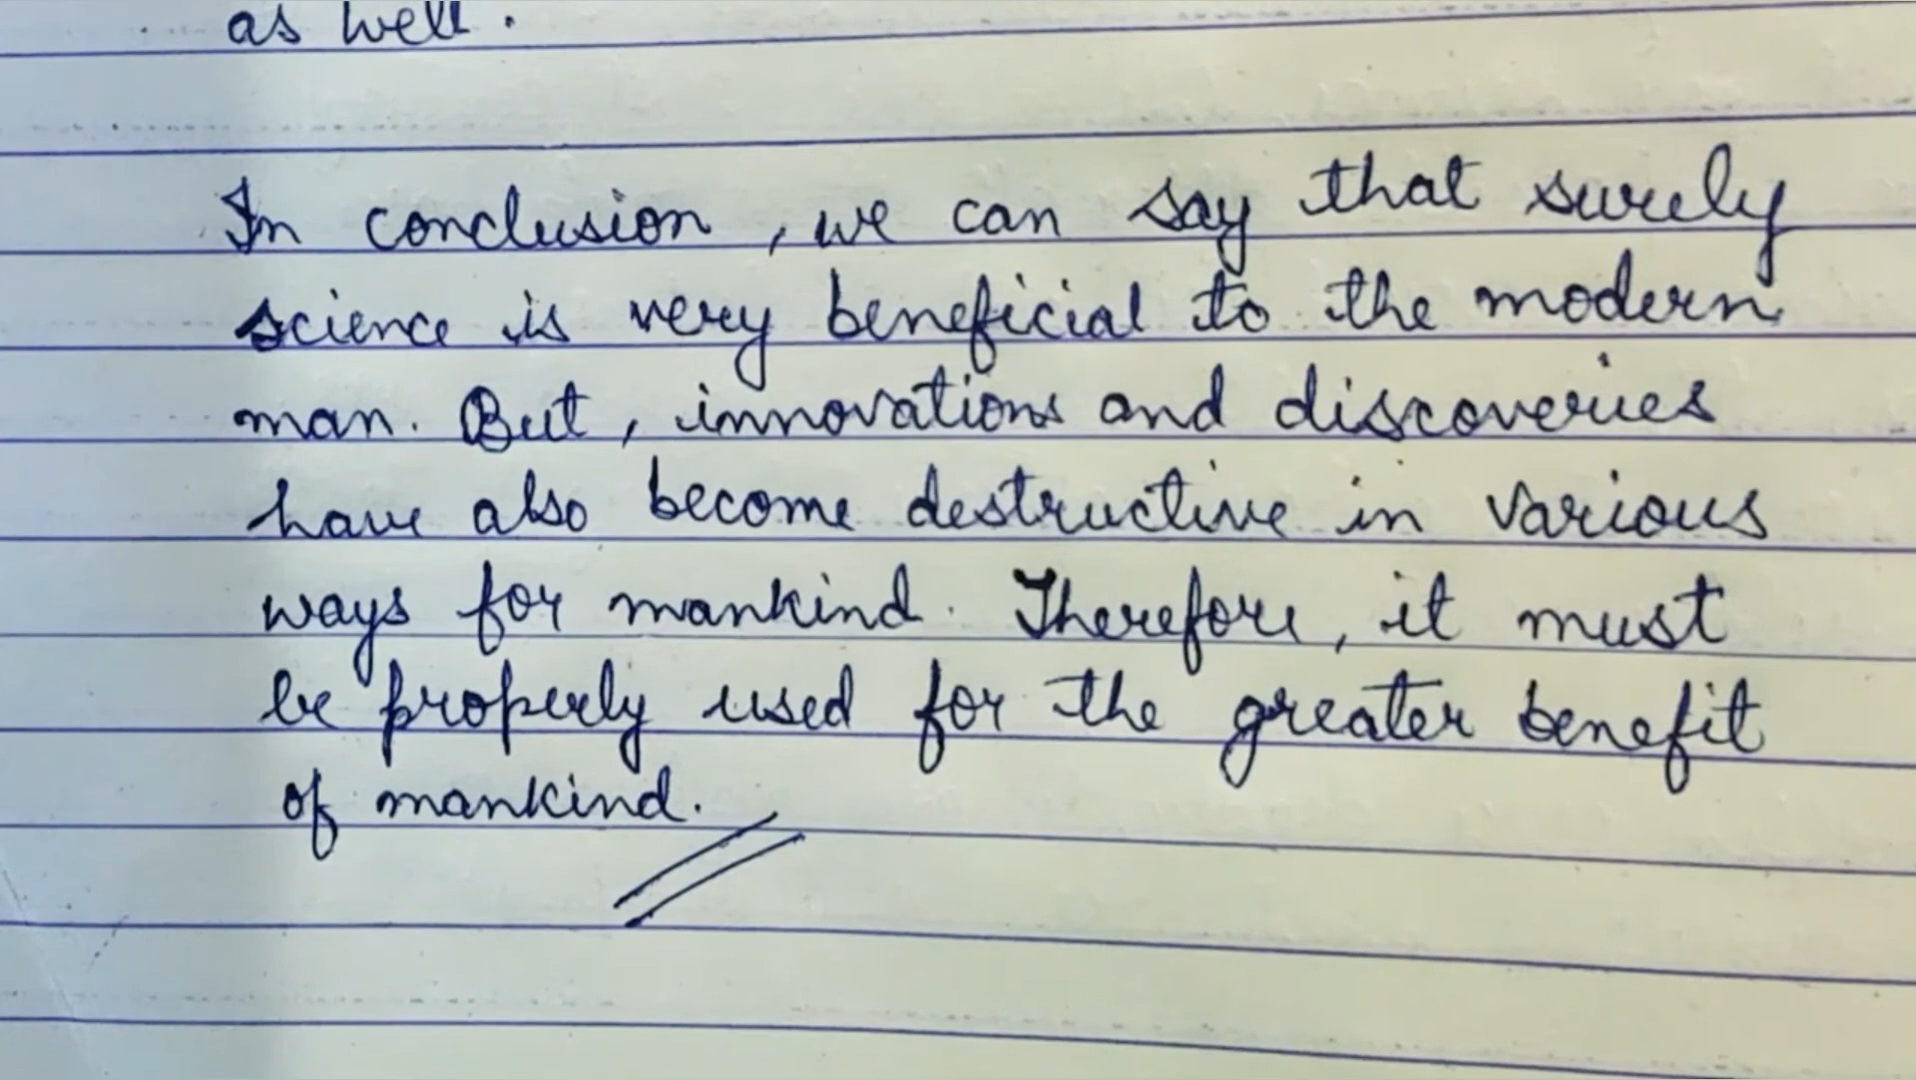 as well.
In conclusion, we can say that surely
science is very beneficial to the modern
man. But, innovations and discoveries
have also become destructive in various
ways for mankind. Therefore, it must
be properly used for the greater benefit
of mankind.